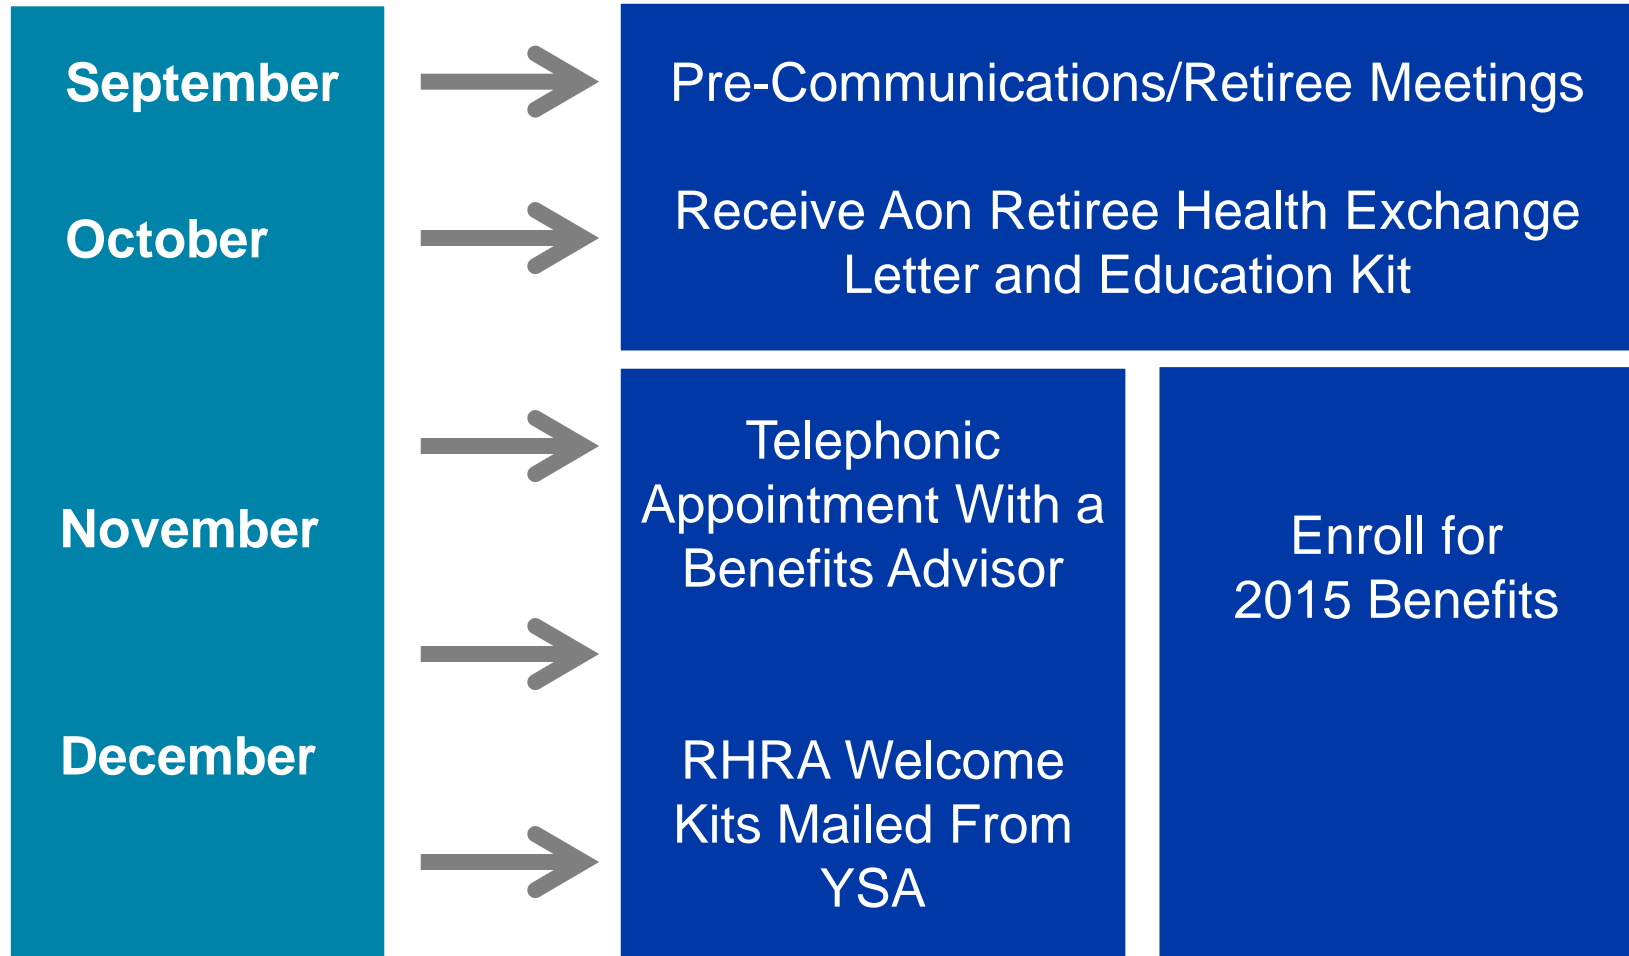 September
Pre-Communications/Retiree Meetings
October
Receive Aon Retiree Health Exchange
Letter and Education Kit
November
Telephonic
Appointment With a
Benefits Advisor
Enroll for
2015 Benefits
December
RHRA Welcome
Kits Mailed From
YSA